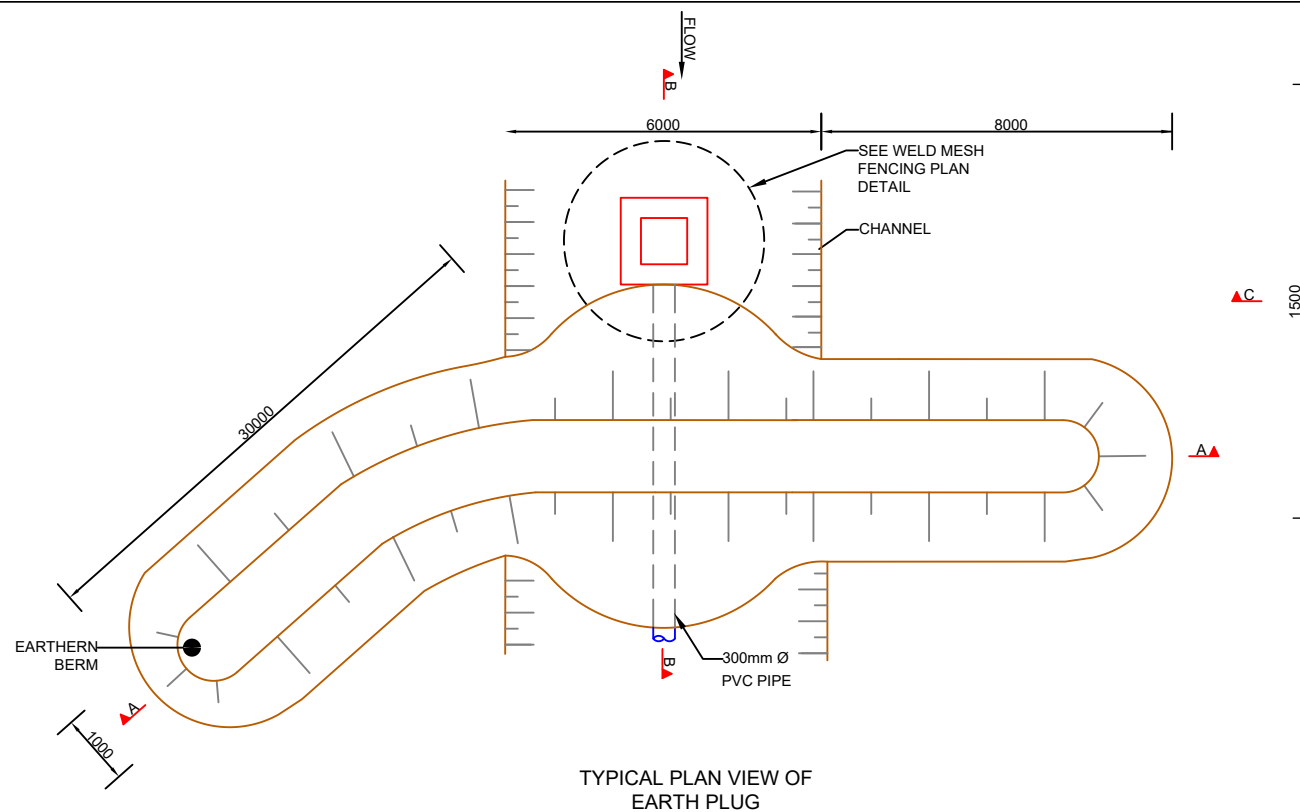 FLOW
B
6000
8000
SEE WELD MESH
FENCING PLAN
DETAIL
CHANNEL
C
1500
30000
A
EARTHERN
BERM
300mm Ø
PVC PIPE
B
A
1000
TYPICAL PLAN VIEW OF
EARTH PLUG